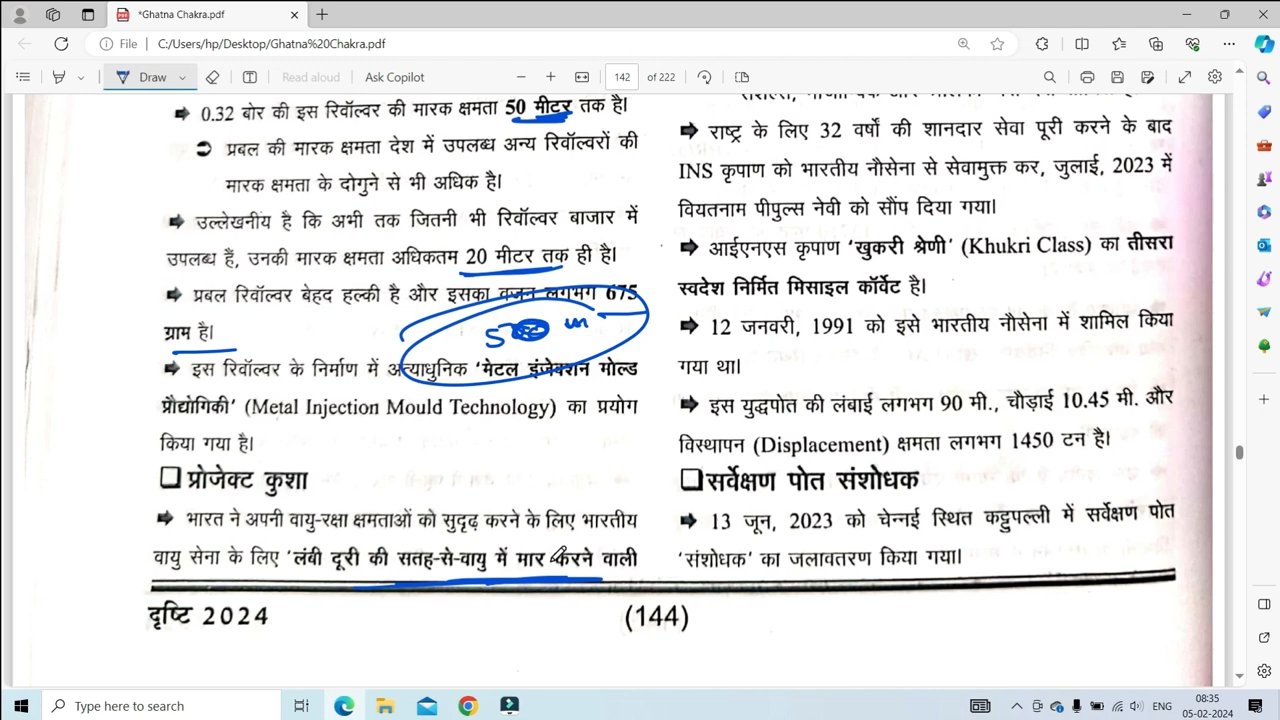 *Ghatna Chakra.pdf
File
C:/Users/hp/Desktop/Ghatna%20Chakra.pdf
Draw
Read aloud
Ask Copilot
142
of 222
➡ 0.32 बोर की इस रिवॉल्वर की मारक क्षमता 50 मीटर तक है।
प्रबल की मारक क्षमता देश में उपलब्ध अन्य रिवॉल्वरों की
मारक क्षमता के दोगुने से भी अधिक है।
➡ उल्लेखनीय है कि अभी तक जितनी भी रिवॉल्वर बाजार में
उपलब्ध हैं, उनकी मारक क्षमता अधिकतम 20 मीटर तक ही है।
➡ प्रबल रिवॉल्वर बेहद हल्की है और इसका वजन लगभग 675
ग्राम है।
➡ इस रिवॉल्वर के निर्माण में अत्याधुनिक 'मेटल इंजेक्शन मोल्ड
प्रौद्योगिकी' (Metal Injection Mould Technology) का प्रयोग
किया गया है।
प्रोजेक्ट कुशा
➡ भारत ने अपनी वायु-रक्षा क्षमताओं को सुदृढ़ करने के लिए भारतीय
वायु सेना के लिए 'लंबी दूरी की सतह-से-वायु में मार करने वाली
➡ राष्ट्र के लिए 32 वर्षों की शानदार सेवा पूरी करने के बाद
INS कृपाण को भारतीय नौसेना से सेवामुक्त कर, जुलाई, 2023 में
वियतनाम पीपुल्स नेवी को सौंप दिया गया।
➡ आईएनएस कृपाण 'खुकरी श्रेणी' (Khukri Class) का तीसरा
स्वदेश निर्मित मिसाइल कॉर्वेट है।
➡ 12 जनवरी, 1991 को इसे भारतीय नौसेना में शामिल किया
गया था।
➡ इस युद्धपोत की लंबाई लगभग 90 मी., चौड़ाई 10.45 मी. और
विस्थापन (Displacement) क्षमता लगभग 1450 टन है।
सर्वेक्षण पोत संशोधक
➡ 13 जून, 2023 को चेन्नई स्थित कट्टुपल्ली में सर्वेक्षण पोत
'संशोधक' का जलावतरण किया गया।
दृष्टि 2024
(144)
Type here to search
ENG
08:35
05-02-2024